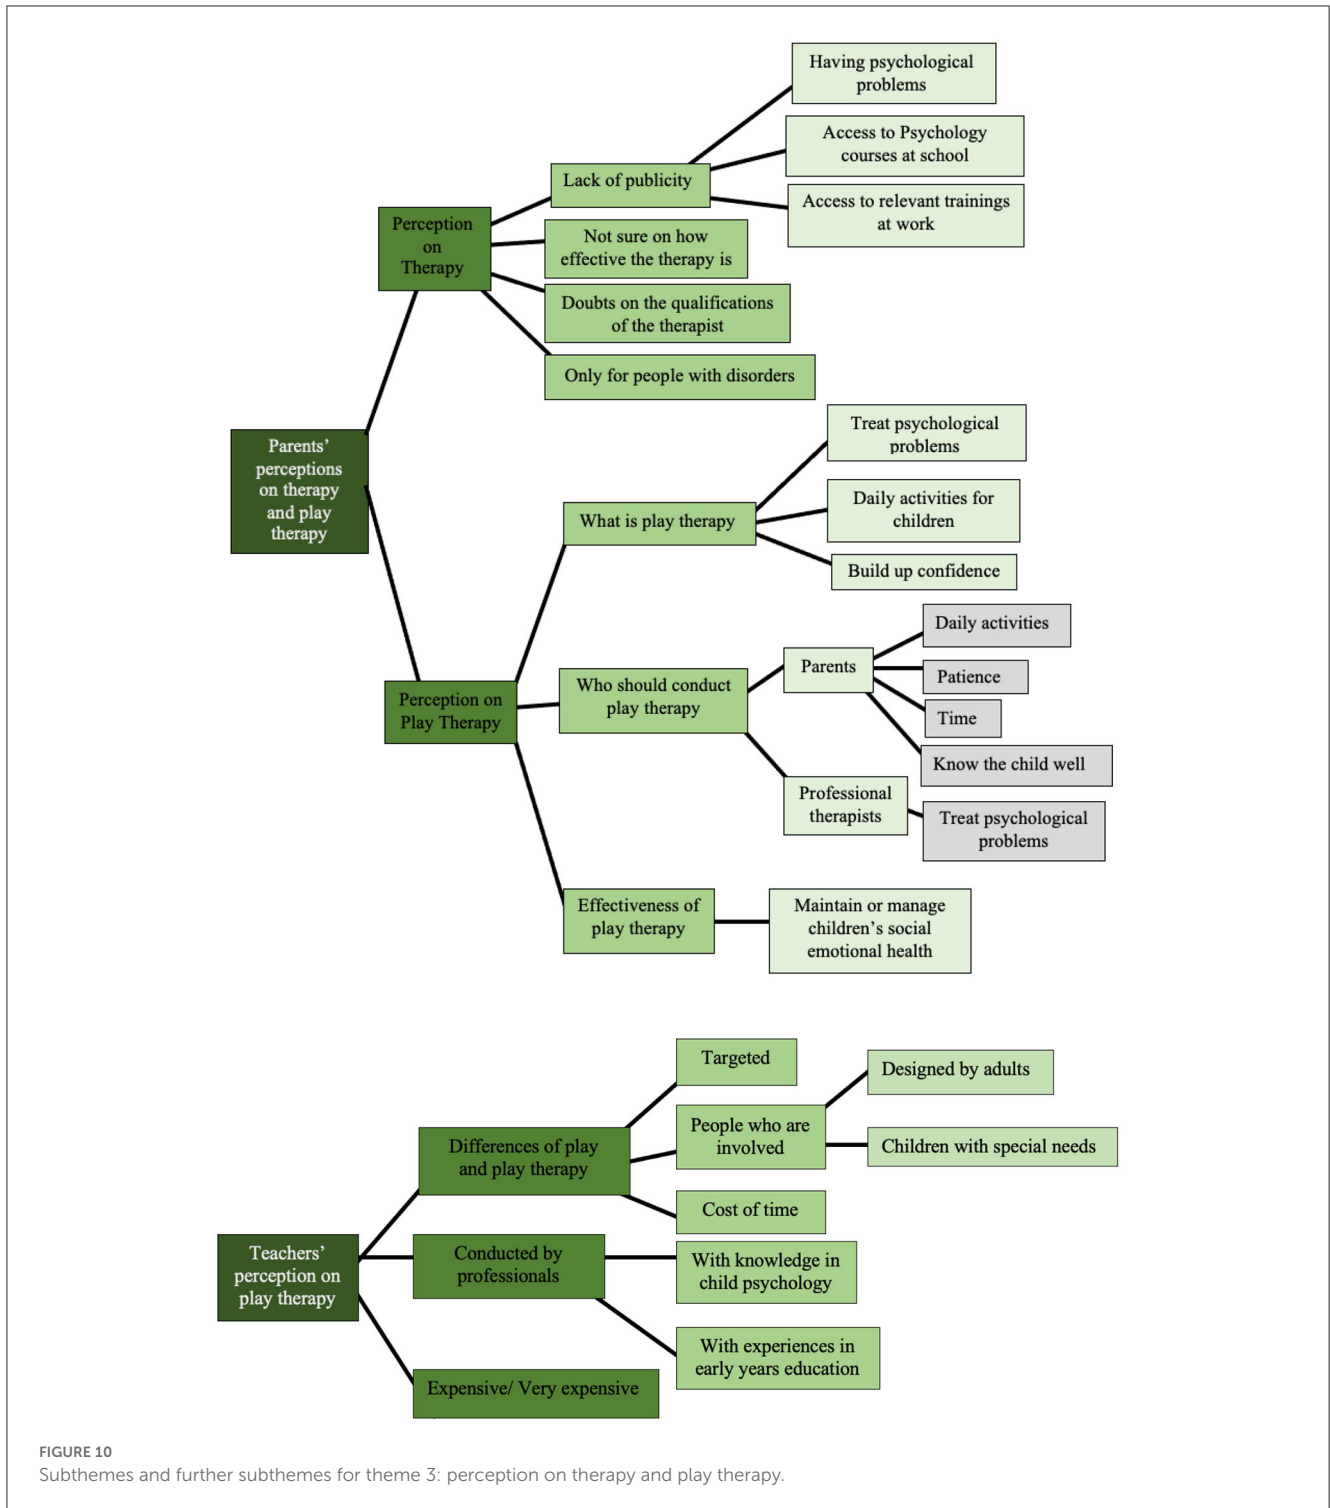 Having psychological
problems
Access to Psychology
courses at school
Lack of publicity
Access to relevant trainings
at work
Perception
on
Therapy
Not sure on how
effective the therapy is
Doubts on the qualifications
of the therapist
Only for people with disorders
Parents’
perceptions
on therapy
and play
therapy
Treat psychological
problems
What is play therapy
Daily activities for
children
Build up confidence
Perception on
Play Therapy
Who should conduct
play therapy
Parents
Daily activities
Patience
Time
Know the child well
Professional
therapists
Treat psychological
problems
Effectiveness of
play therapy
Maintain or manage
children’s social
emotional health
Targeted
Differences of play
and play therapy
People who are
involved
Designed by adults
Children with special needs
Cost of time
Teachers’
perception on
play therapy
Conducted by
professionals
With knowledge in
child psychology
With experiences in
early years education
Expensive/ Very expensive
FIGURE 10
Subthemes and further subthemes for theme 3: perception on therapy and play therapy.